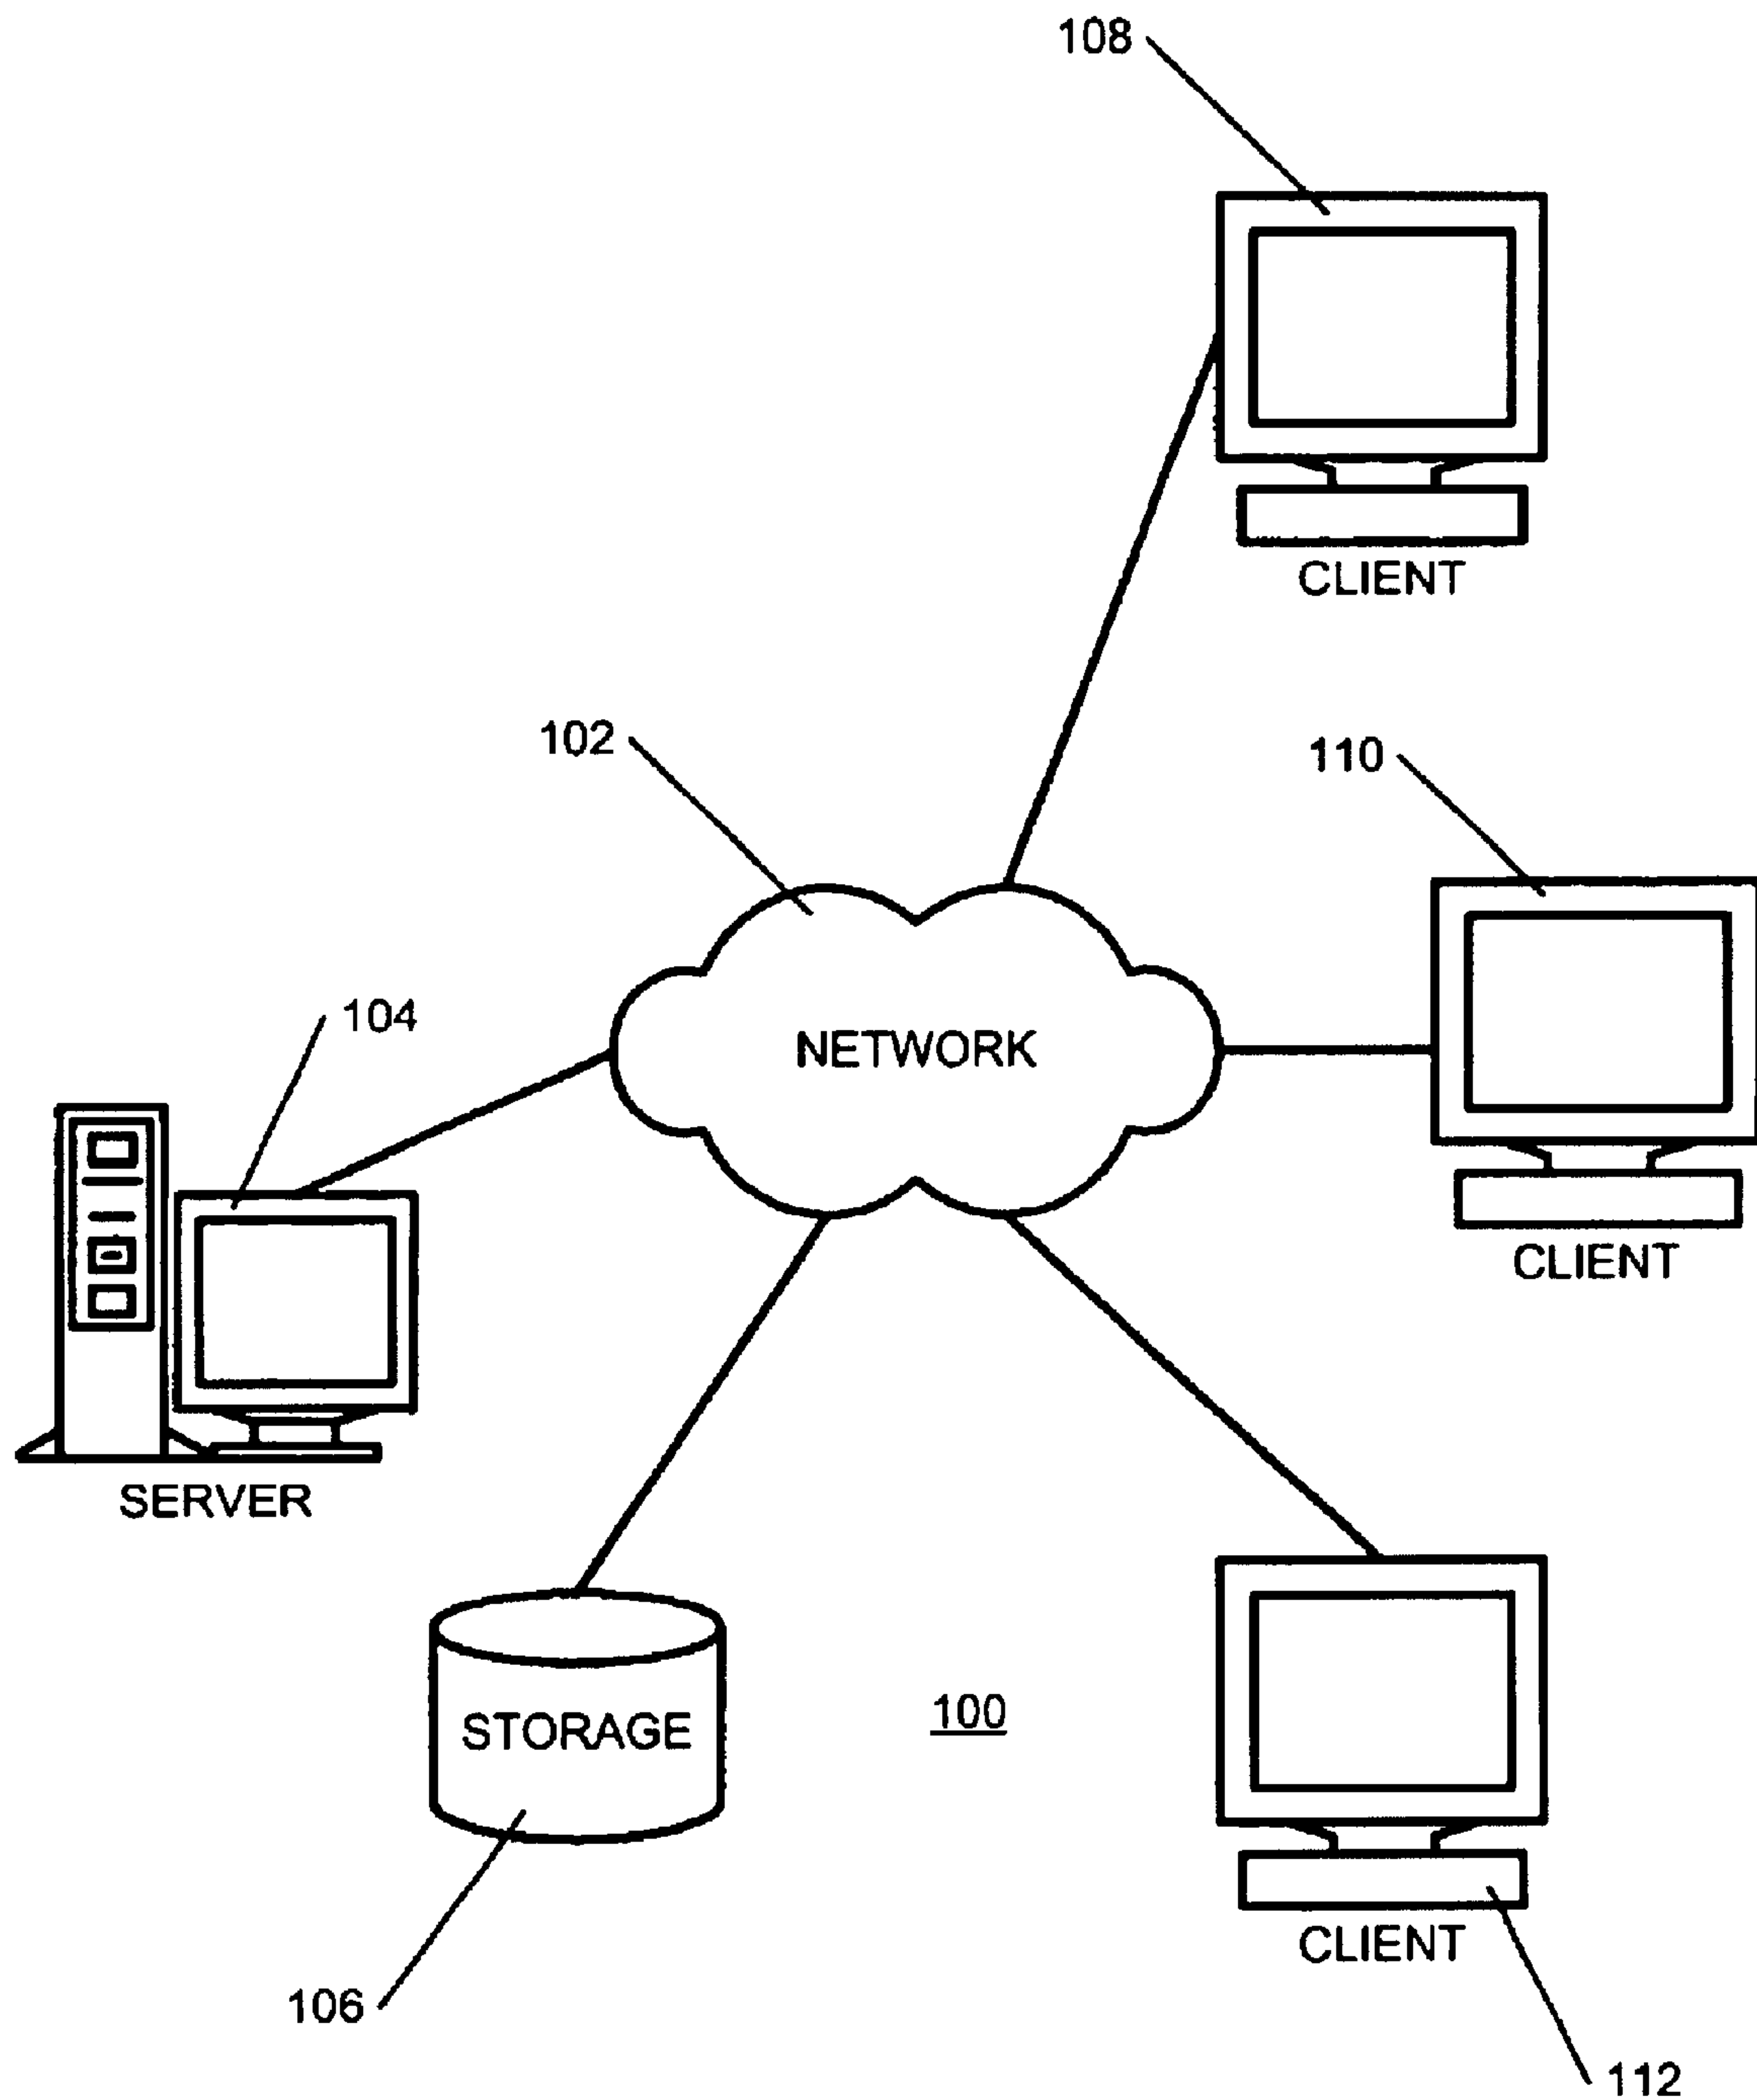 108
CLIENT
102
110
104
NETWORK
CLIENT
SERVER
STORAGE
100
CLIENT
106
112